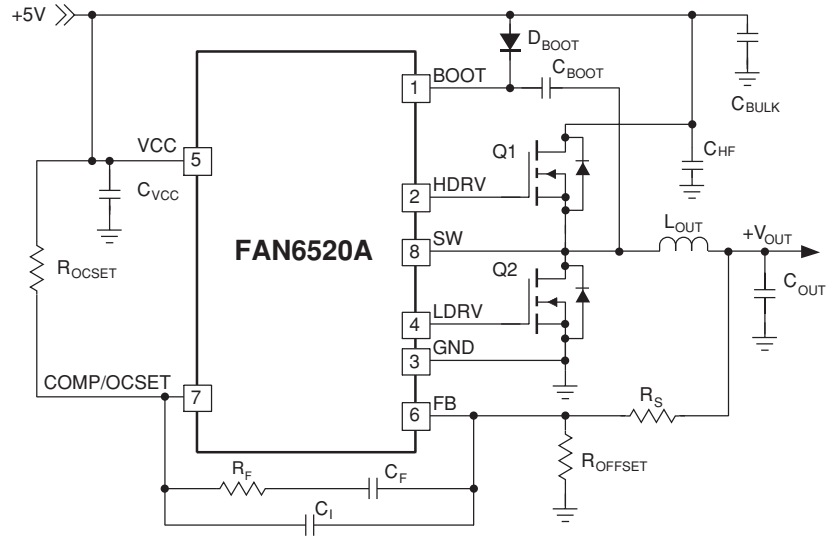 +5V
D_BOOT
BOOT
C_BOOT
1
C_BULK
VCC
5
Q1
C_HF
C_VCC
HDRV
2
FAN6520A
SW
8
L_OUT
+V_OUT
R_OCSET
Q2
C_OUT
LDRV
4
GND
3
COMP/OCSET
7
FB
6
R_S
R_OFFSET
R_F
C_F
C_I